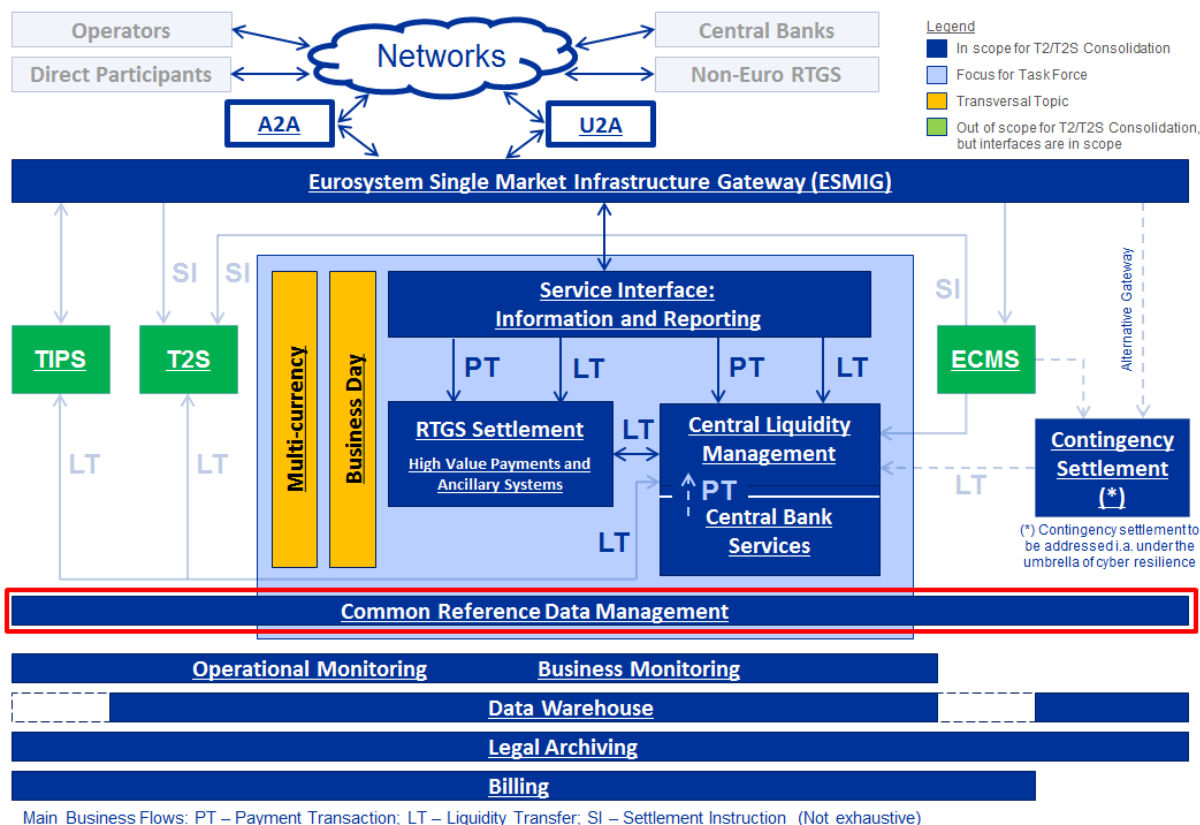 Operators
Direct Participants
Networks
Central Banks
Non-Euro RTGS
Legend
In scope for T2/T2S Consolidation
Focus for Task Force
Transversal Topic
Out of scope for T2/T2S Consolidation,
but interfaces are in scope
A2A
U2A
Eurosystem Single Market Infrastructure Gateway (ESMIG)
SI
SI
SI
Alternative Gateway
Multi-currency
Business Day
Service Interface:
Information and Reporting
TIPS
T2S
ECMS
PT
LT
PT
LT
RTGS Settlement
High Value Payments and
Ancillary Systems
LT
Central Liquidity
Management
PT
Central Bank
Services
Contingency
Settlement
(*)
LT
LT
LT
LT
(*) Contingency settlement to
be addressed i.a. under the
umbrella of cyber resilience
Common Reference Data Management
Operational Monitoring
Business Monitoring
Data Warehouse
Legal Archiving
Billing
Main Business Flows: PT – Payment Transaction; LT – Liquidity Transfer; SI – Settlement Instruction (Not exhaustive)